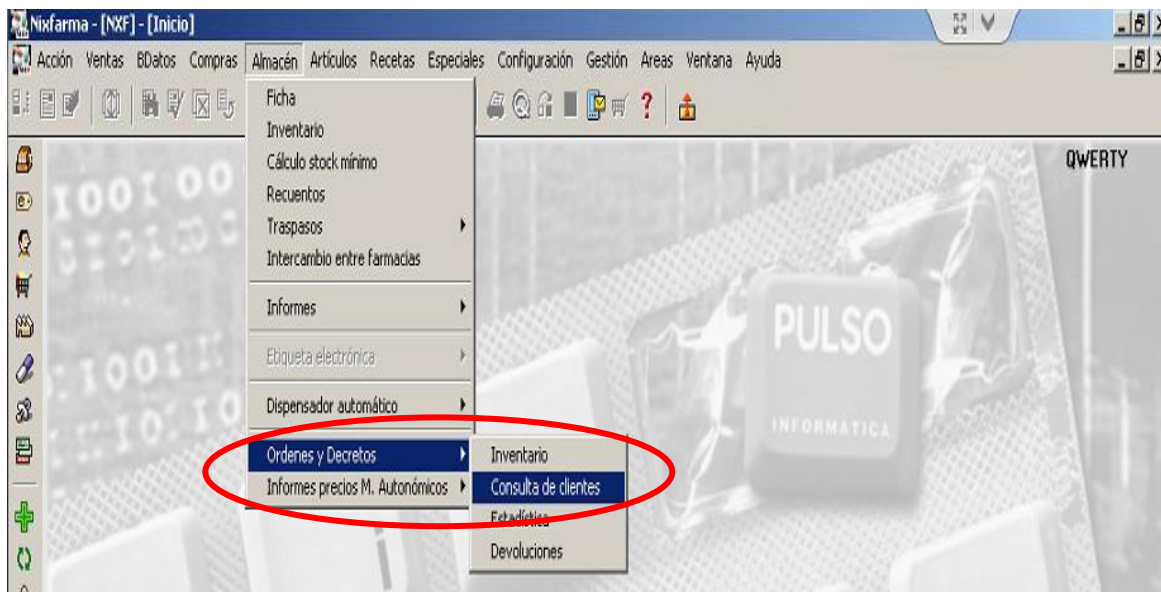 Nixfarma - [NXF] - [Inicio]
Acción Ventas BDatos Compras Almacén Artículos Recetas Especiales Configuración Gestión Areas Ventana Ayuda
Ficha
Inventario
Cálculo stock mínimo
Recuentos
Traspasos
Intercambio entre farmacias
Informes
Etiqueta electrónica
Dispensador automático
Ordenes y Decretos
Informes precios M. Autonómicos
Inventario
Consulta de clientes
Estadística
Devoluciones
QWERTY
PULSO
INFORMATICA